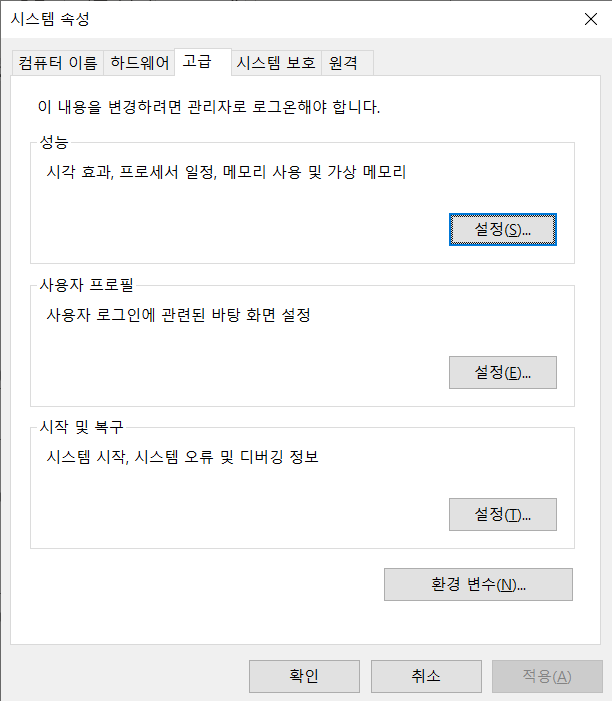 시스템 속성
컴퓨터 이름 하드웨어 고급 시스템 보호 원격
이 내용을 변경하려면 관리자로 로그온해야 합니다.
성능
시각 효과, 프로세서 일정, 메모리 사용 및 가상 메모리
설정(S)...
사용자 프로필
사용자 로그인에 관련된 바탕 화면 설정
설정(E)...
시작 및 복구
시스템 시작, 시스템 오류 및 디버깅 정보
설정(T)...
환경 변수(N)...
확인 취소 적용(A)